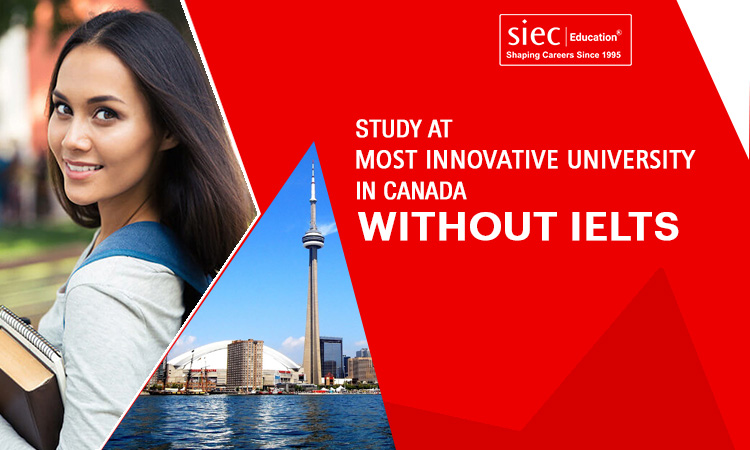 siec Education®
Shaping Careers Since 1995
STUDY AT
MOST INNOVATIVE UNIVERSITY
IN CANADA
WITHOUT IELTS